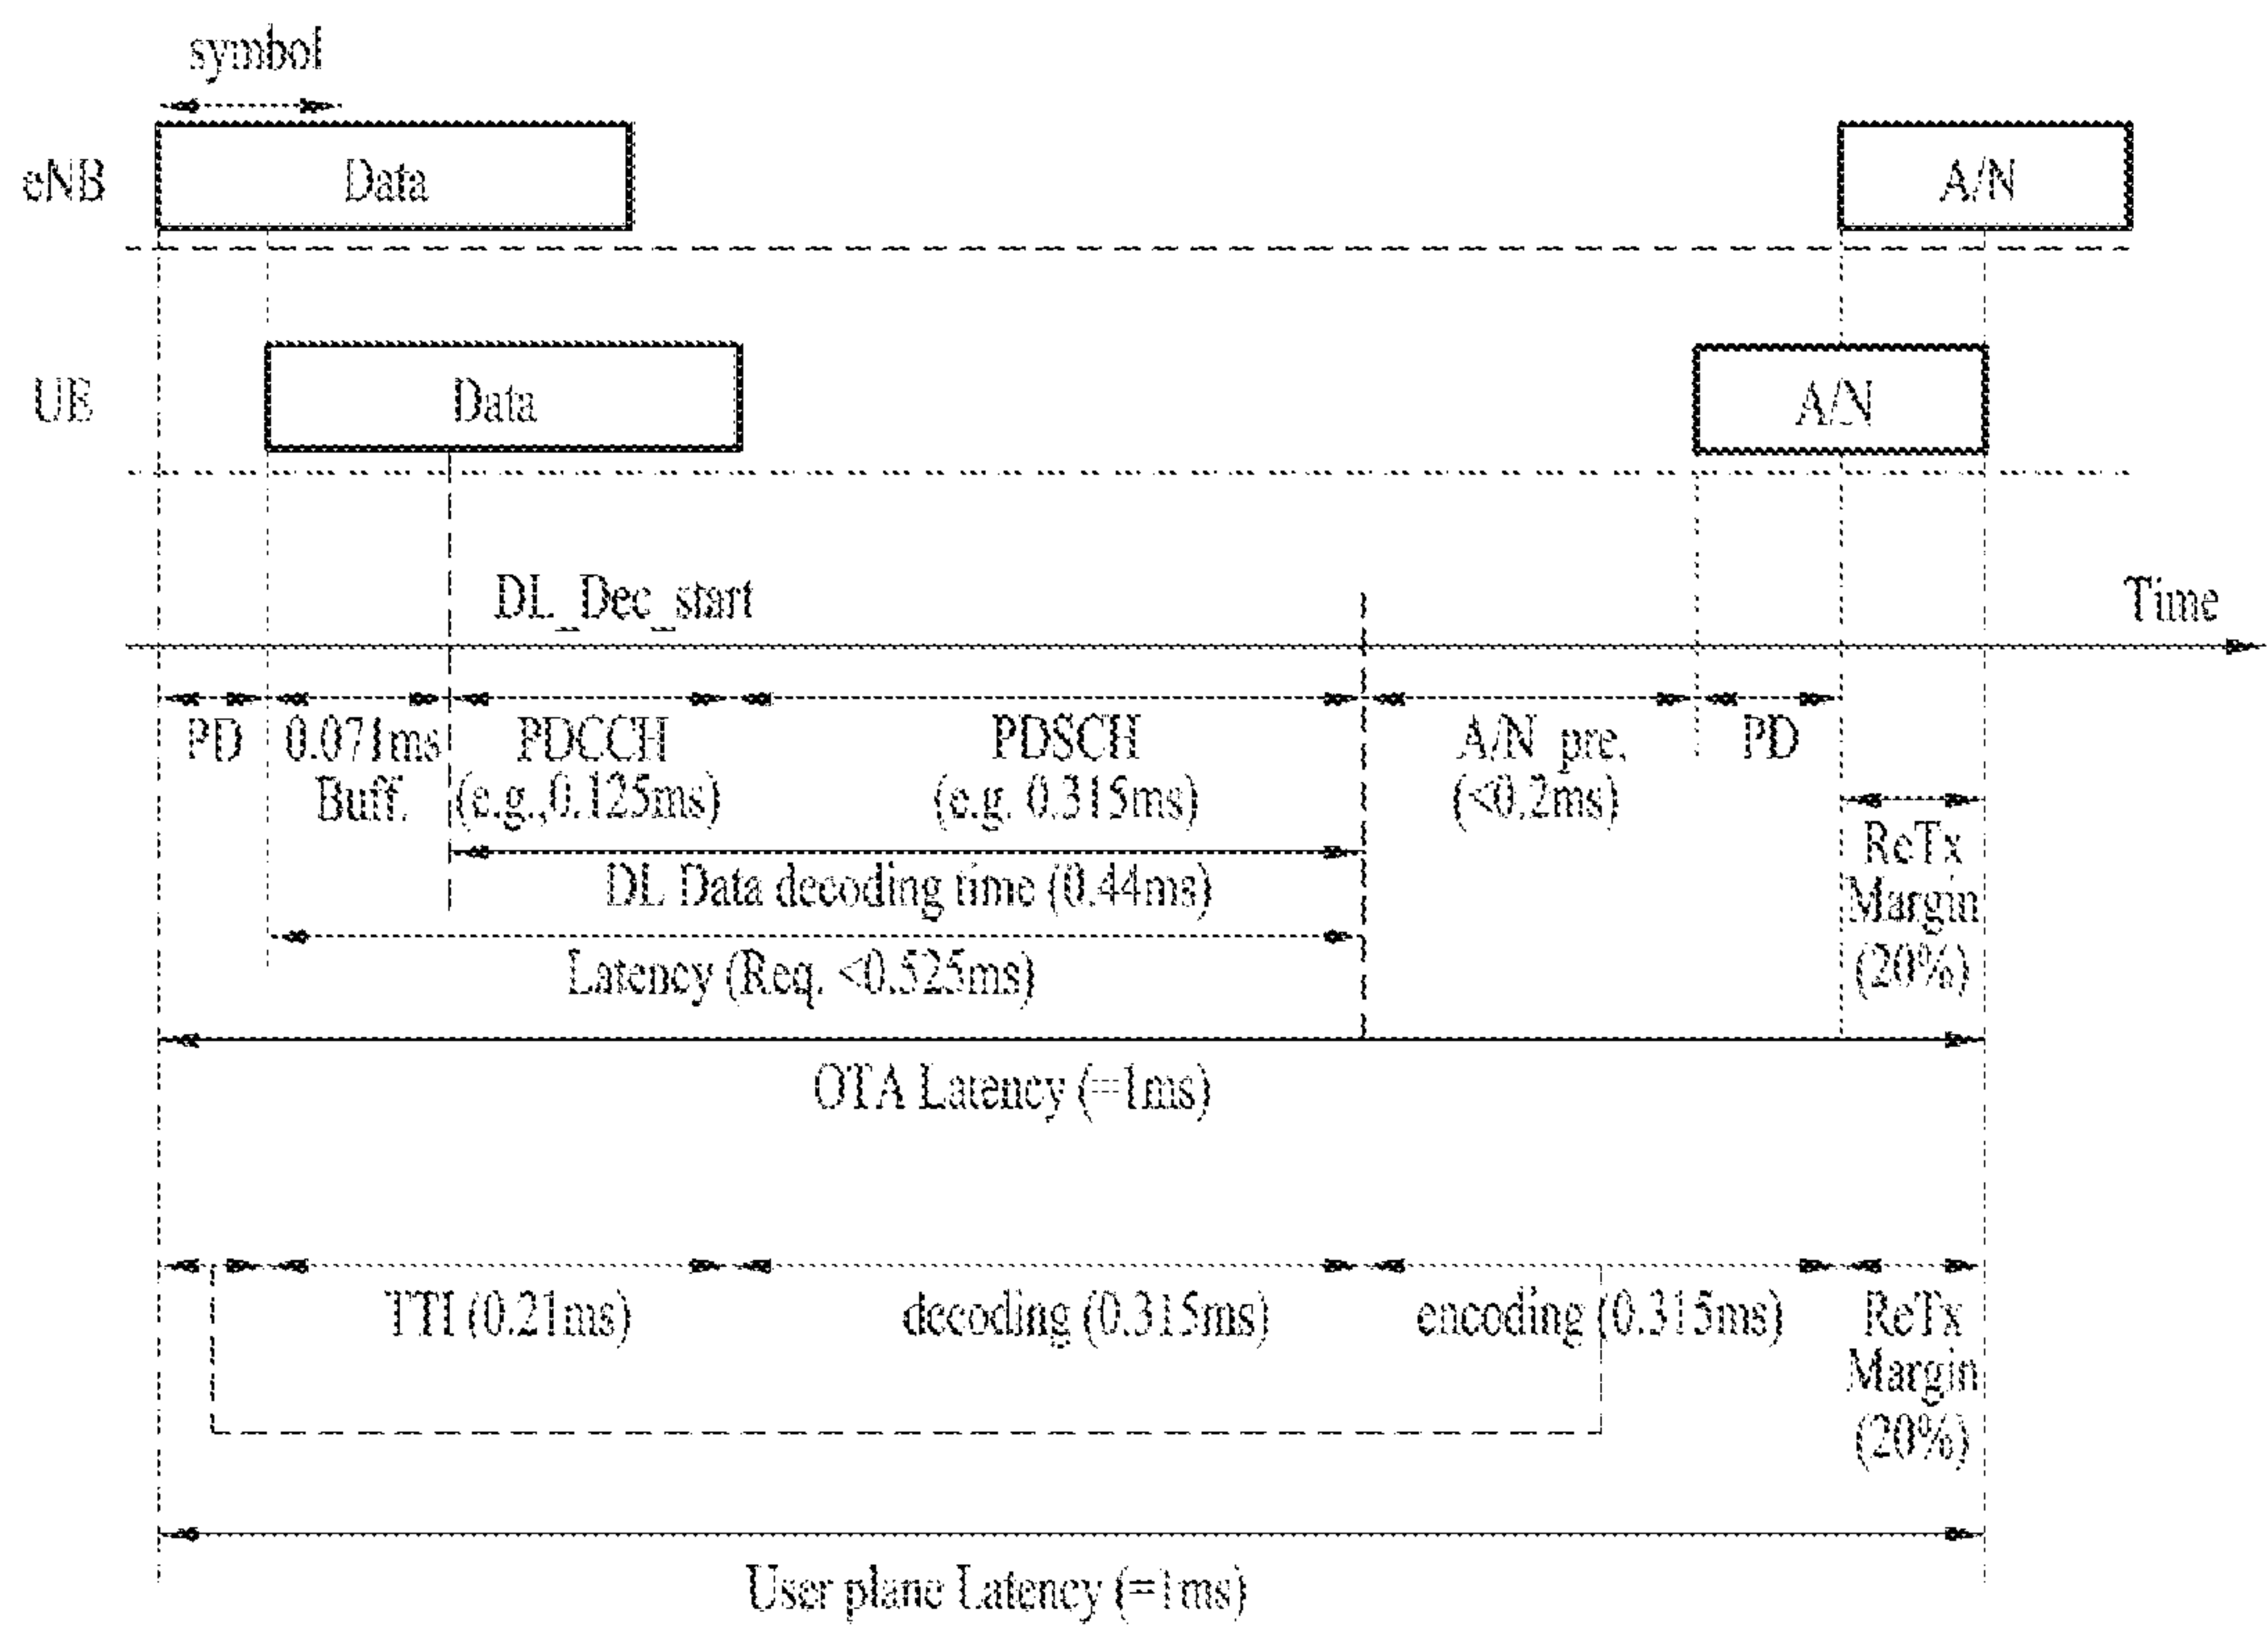 symbol
eNB
Data
A/N
UE
Data
A/N
DL_Dec_start
Time
PD
0.071ms
Buff.
PDCCH
(e.g.,0.125ms)
PDSCH
(e.g. 0.315ms)
A/N pre.
(<0.2ms)
PD
ReTx
Margin
(20%)
DL Data decoding time (0.44ms)
Latency (Req. <0.525ms)
OTA Latency (=1ms)
TTI (0.21ms)
decoding (0.315ms)
encoding (0.315ms)
ReTx
Margin
(20%)
User plane Latency (=1ms)